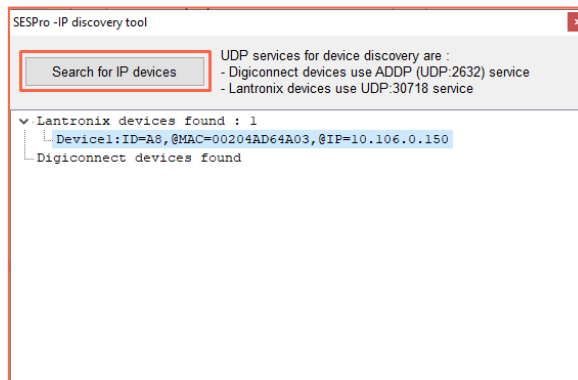 SESPro -IP discovery tool
Search for IP devices
UDP services for device discovery are :
- Digiconnect devices use ADDP (UDP:2632) service
- Lantronix devices use UDP:30718 service
Lantronix devices found : 1
Device1:ID=A8,@MAC=00204AD64A03,@IP=10.106.0.150
Digiconnect devices found